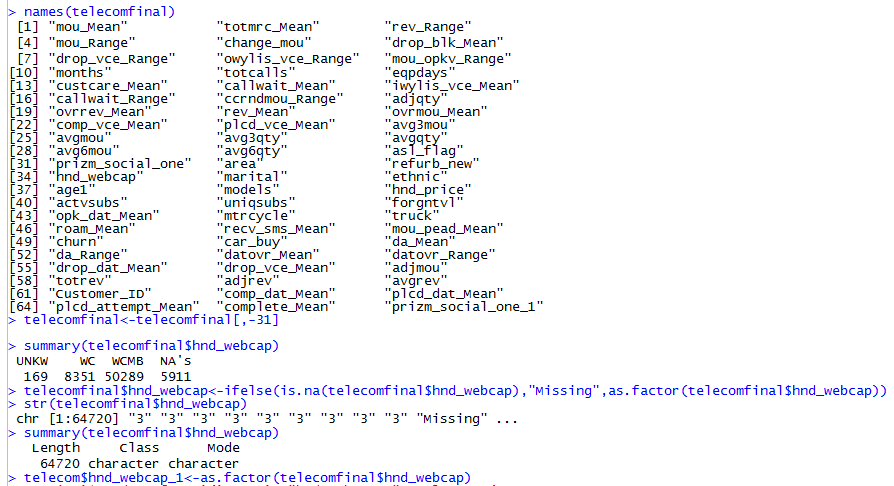 > names(telecomfinal)
 [1] "mou_Mean"           "totmrc_Mean"        "rev_Range"
 [4] "mou_Range"          "change_mou"         "drop_blk_Mean"
 [7] "drop_vce_Range"     "owylis_vce_Range"   "mou_opkv_Range"
[10] "months"             "totcalls"           "eqpdays"
[13] "custcare_Mean"      "callwait_Mean"      "iwylis_vce_Mean"
[16] "callwait_Range"     "ccrndmou_Range"     "adjqty"
[19] "ovrrev_Mean"        "rev_Mean"           "ovrmou_Mean"
[22] "comp_vce_Mean"      "plcd_vce_Mean"      "avg3mou"
[25] "avgmou"             "avg3qty"            "avgqty"
[28] "avg6mou"            "avg6qty"            "asl_flag"
[31] "prizm_social_one"   "area"               "refurb_new"
[34] "hnd_webcap"         "marital"            "ethnic"
[37] "age1"               "models"             "hnd_price"
[40] "actvsubs"           "uniqsubs"           "forgntvl"
[43] "opk_dat_Mean"       "mtrcycle"           "truck"
[46] "roam_Mean"          "recv_sms_Mean"      "mou_pead_Mean"
[49] "churn"              "car_buy"            "da_Mean"
[52] "da_Range"           "datovr_Mean"        "datovr_Range"
[55] "drop_dat_Mean"      "drop_vce_Mean"      "adjmou"
[58] "totrev"             "adjrev"             "avgrev"
[61] "Customer_ID"        "comp_dat_Mean"      "plcd_dat_Mean"
[64] "plcd_attempt_Mean"  "complete_Mean"      "prizm_social_one_1"
> telecomfinal<-telecomfinal[,-31]
> summary(telecomfinal$hnd_webcap)
 UNKW    WC  WCMB  NA's
  169  8351 50289  5911
> telecomfinal$hnd_webcap<-ifelse(is.na(telecomfinal$hnd_webcap),"Missing",as.factor(telecomfinal$hnd_webcap))
> str(telecomfinal$hnd_webcap)
 chr [1:64720] "3" "3" "3" "3" "3" "3" "3" "3" "3" "Missing" ...
> summary(telecomfinal$hnd_webcap)
   Length     Class      Mode
    64720 character character
> telecom$hnd_webcap_1<-as.factor(telecomfinal$hnd_webcap)